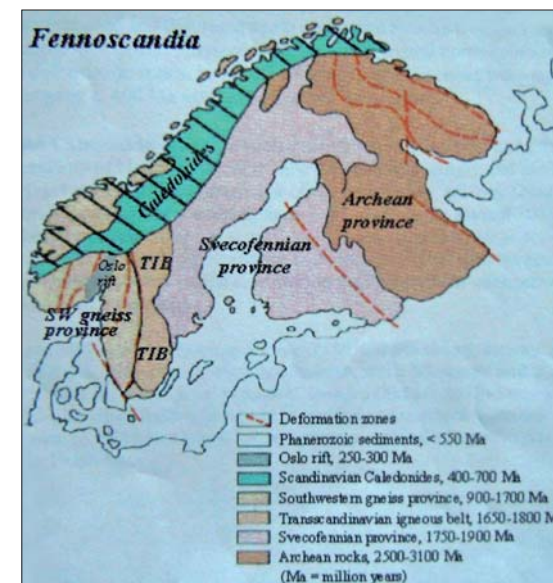 Fennoscandia
Caledonides
Archean
province
Svecofennian
province
Oslo
rift
TIB
SW gneiss
province
TIB
Deformation zones
Phanerozoic sediments, < 550 Ma
Oslo rift, 250-300 Ma
Scandinavian Caledonides, 400-700 Ma
Southwestern gneiss province, 900-1700 Ma
Transscandinavian igneous belt, 1650-1800 M
Svecofennian province, 1750-1900 Ma
Archean rocks, 2500-3100 Ma
(Ma = million years)